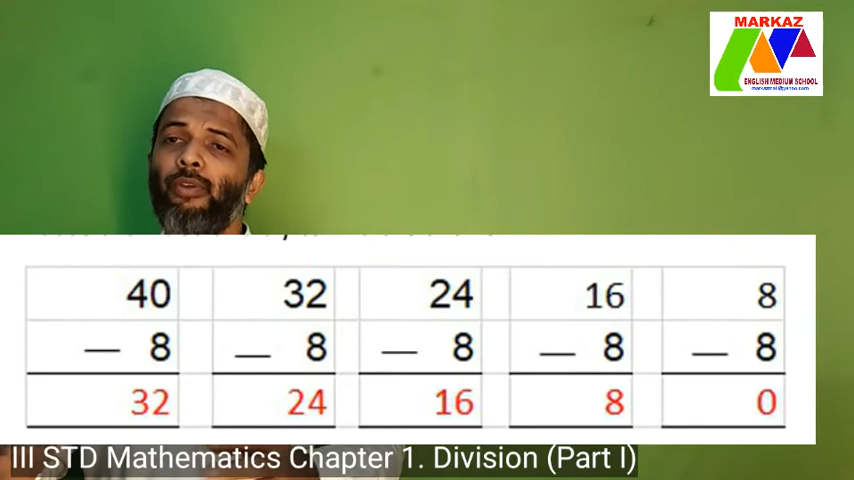 MARKAZ
ENGLISH MEDIUM SCHOOL
40 32 24 16 8
— 8 — 8 — 8 — 8 — 8
32 24 16 8 0
III STD Mathematics Chapter 1. Division (Part I)